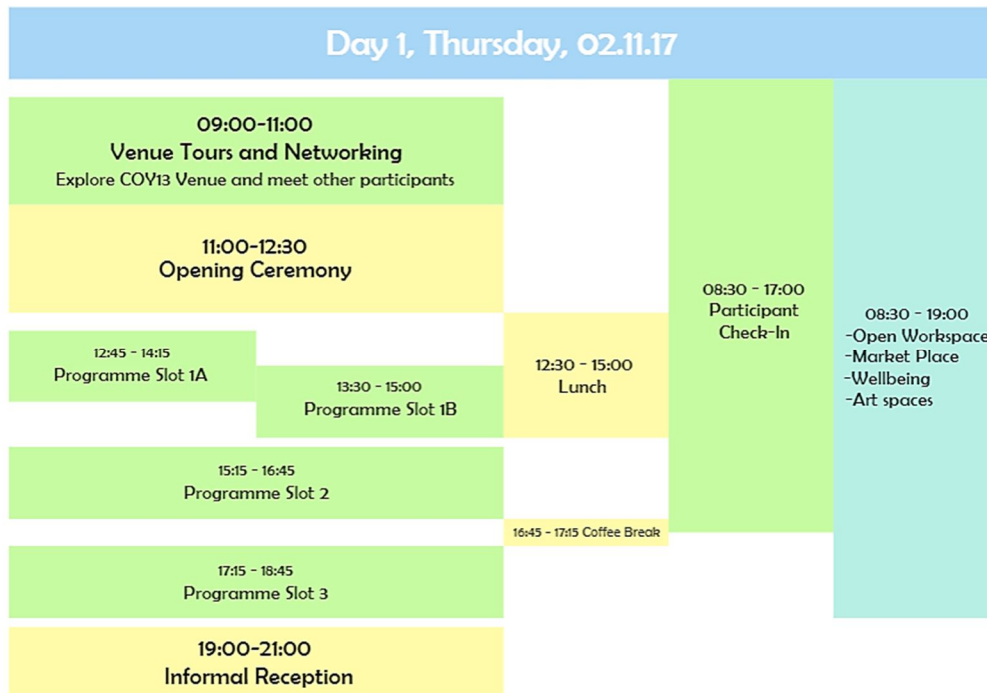 Day 1, Thursday, 02.11.17
09:00-11:00
Venue Tours and Networking
Explore COY13 Venue and meet other participants
11:00-12:30
Opening Ceremony
12:45 - 14:15
Programme Slot 1A
13:30 - 15:00
Programme Slot 1B
15:15 - 16:45
Programme Slot 2
17:15 - 18:45
Programme Slot 3
19:00-21:00
Informal Reception
12:30 - 15:00
Lunch
16:45 - 17:15 Coffee Break
08:30 - 17:00
Participant
Check-In
08:30 - 19:00
-Open Workspace
-Market Place
-Wellbeing
-Art spaces